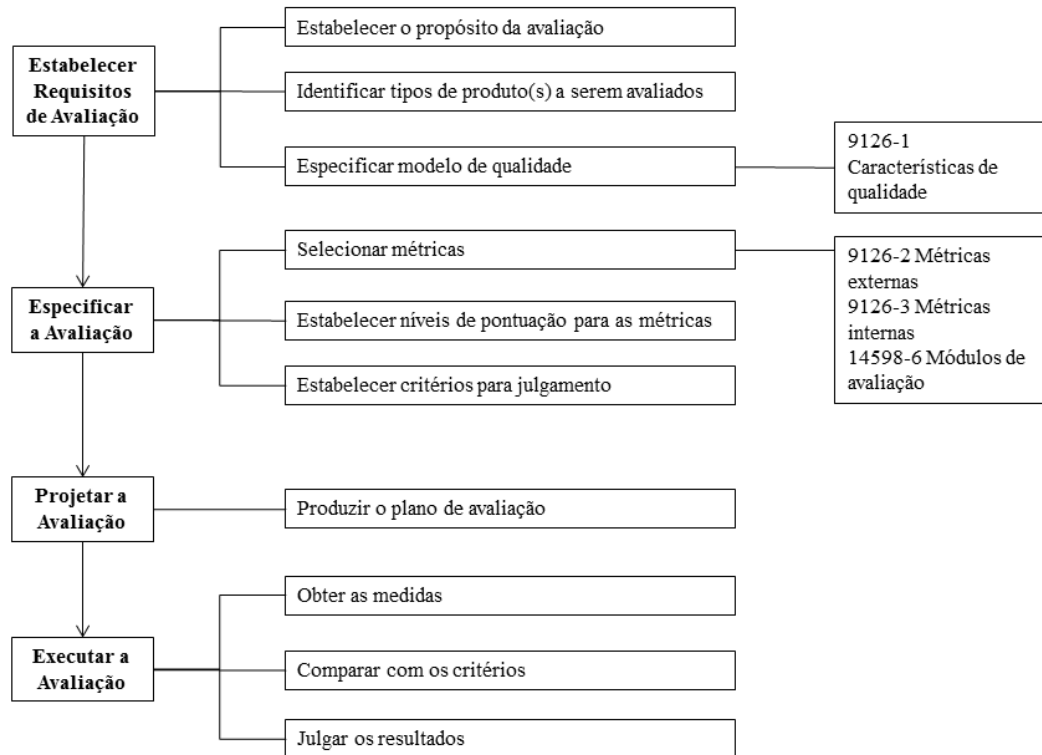 Estabelecer
Requisitos
de Avaliação
Estabelecer o propósito da avaliação
Identificar tipos de produto(s) a serem avaliados
Especificar modelo de qualidade
9126-1
Características de
qualidade
Especificar
a Avaliação
Selecionar métricas
Estabelecer níveis de pontuação para as métricas
Estabelecer critérios para julgamento
9126-2 Métricas
externas
9126-3 Métricas
internas
14598-6 Módulos de
avaliação
Projetar a
Avaliação
Produzir o plano de avaliação
Executar a
Avaliação
Obter as medidas
Comparar com os critérios
Julgar os resultados